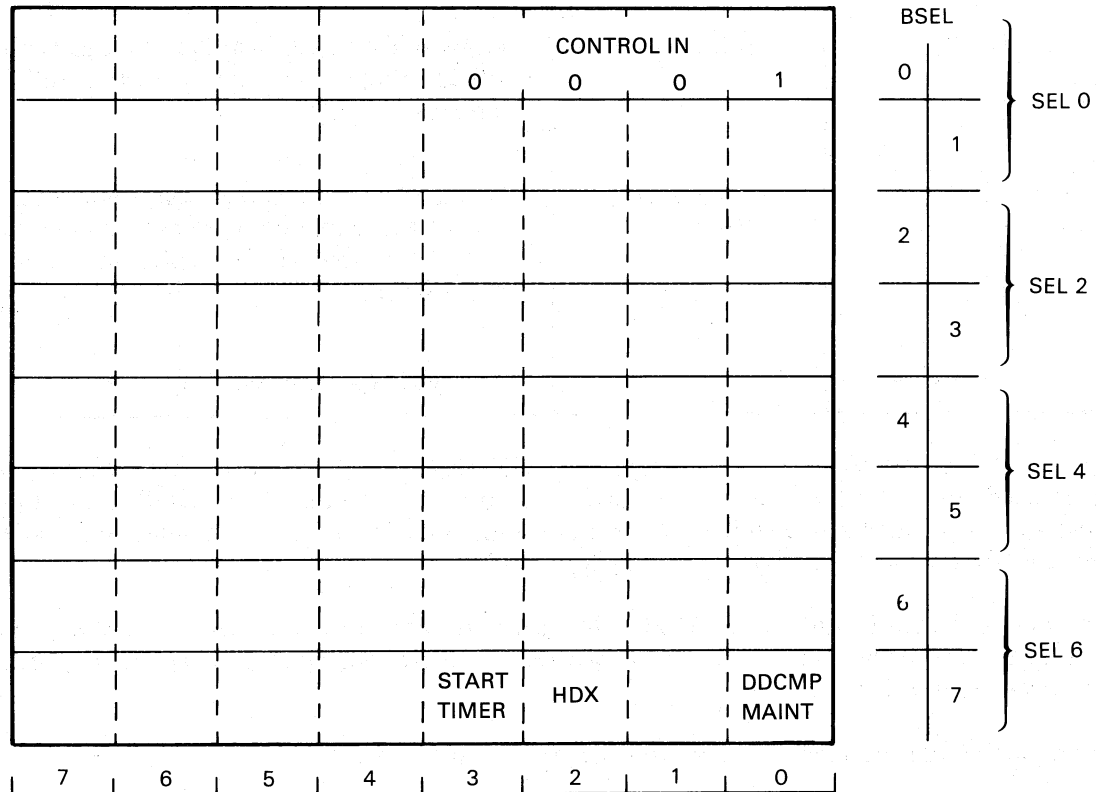 BSEL
CONTROL IN
0 0 0 1
0
SEL 0
1
2
SEL 2
3
4
SEL 4
5
6
SEL 6
START TIMER
HDX
DDCMP MAINT
7
7 6 5 4 3 2 1 0